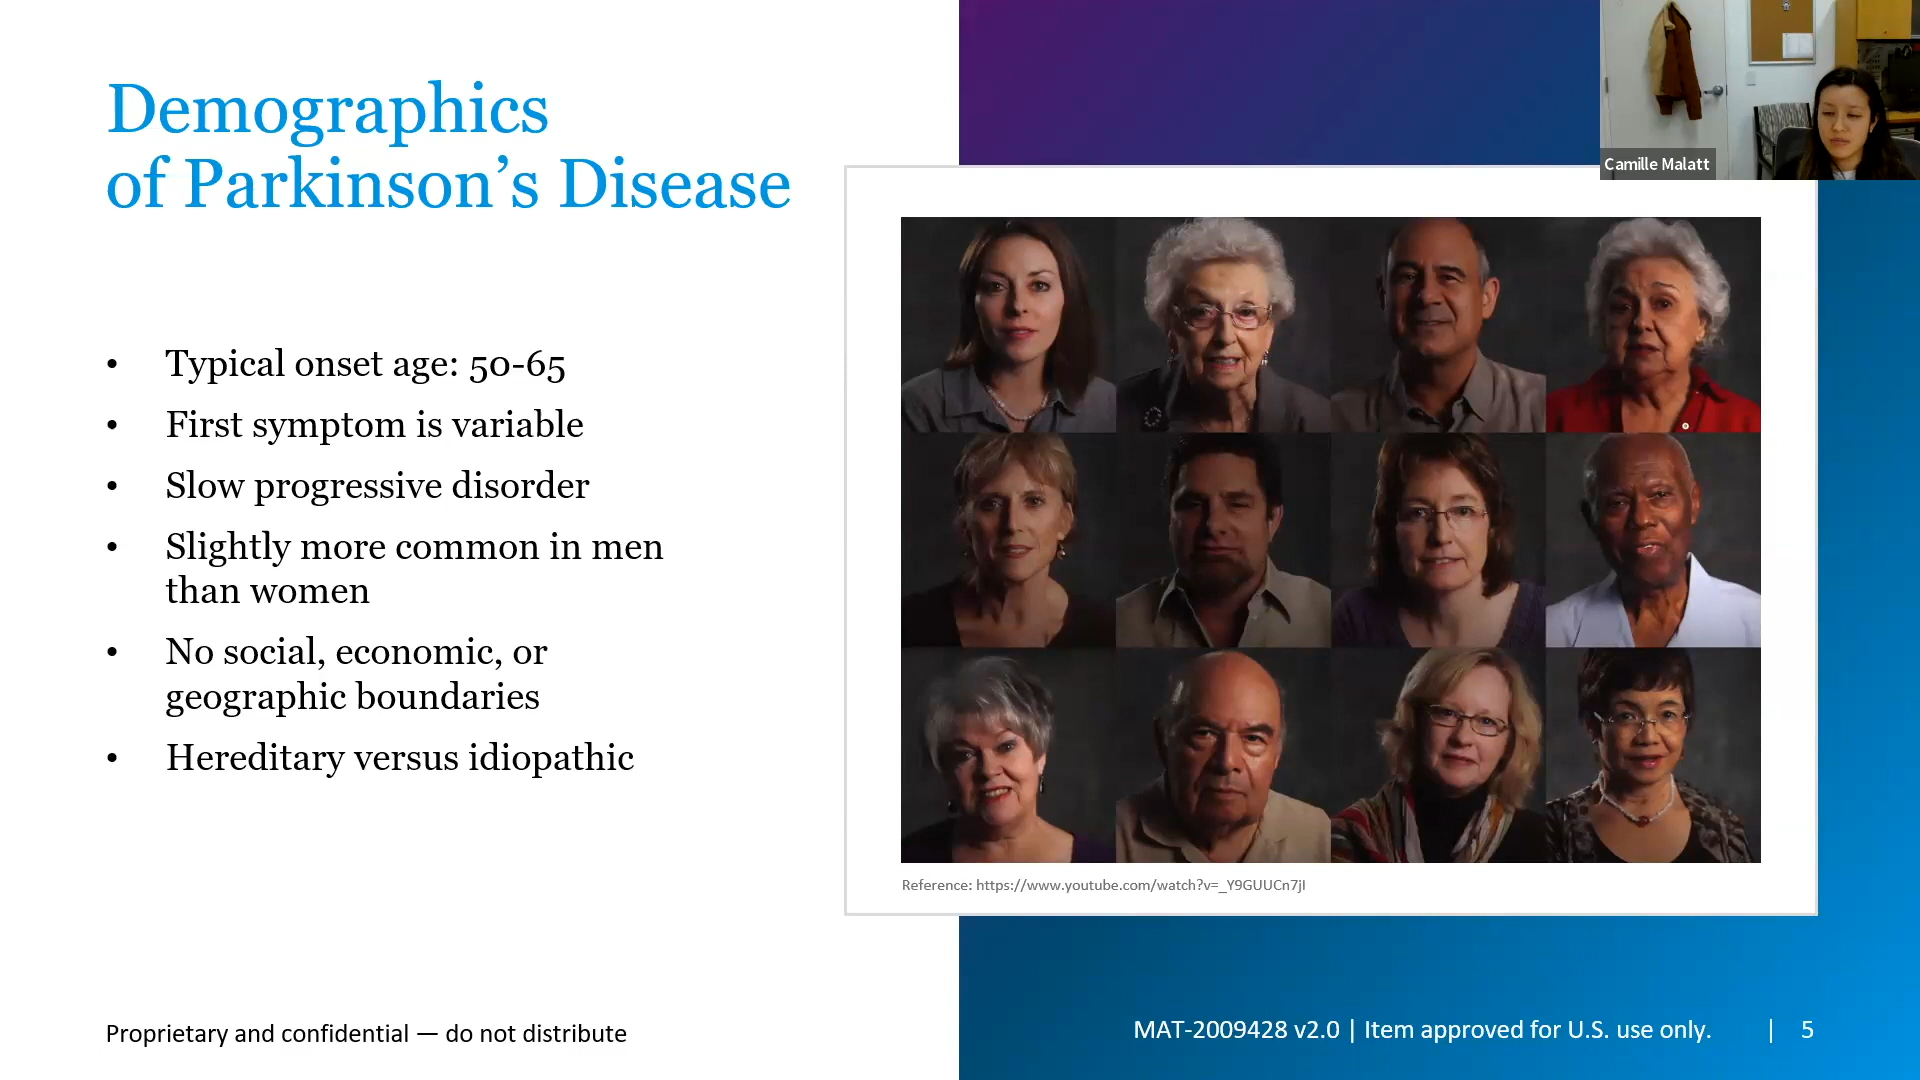 Demographics
of Parkinson's Disease
Camille Malatt
• Typical onset age: 50-65
• First symptom is variable
• Slow progressive disorder
• Slightly more common in men
than women
• No social, economic, or
geographic boundaries
• Hereditary versus idiopathic
Reference: https://www.youtube.com/watch?v=_Y9GUUCn7jI
Proprietary and confidential — do not distribute
MAT-2009428 v2.0 | Item approved for U.S. use only. | 5